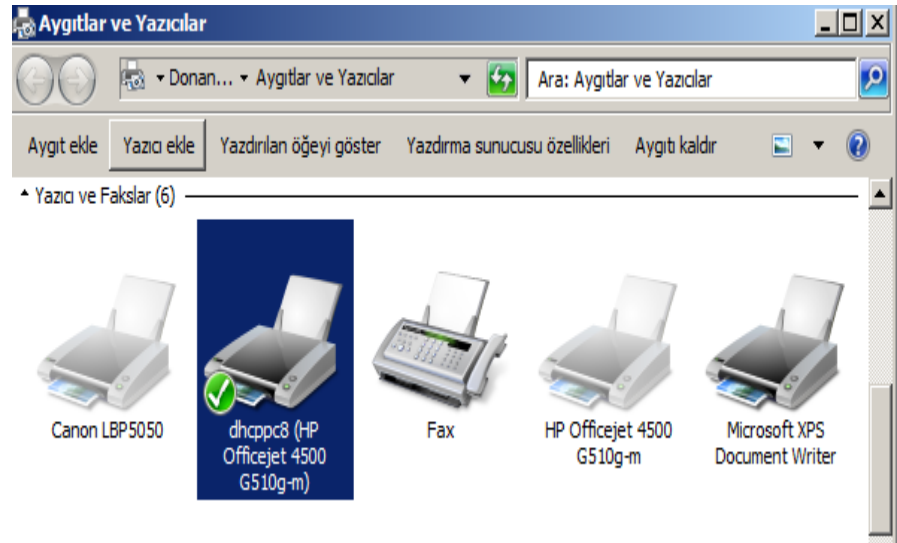 Aygıtlar ve Yazıcılar
Donan... Aygıtlar ve Yazıcılar Ara: Aygıtlar ve Yazıcılar
Aygıt ekle Yazıcı ekle Yazdırılan öğeyi göster Yazdırma sunucusu özellikleri Aygıtı kaldır
Yazıcı ve Fakslar (6)
Canon LBP5050
dhcppc8 (HP
Officejet 4500
G510g-m)
Fax
HP Officejet 4500
G510g-m
Microsoft XPS
Document Writer